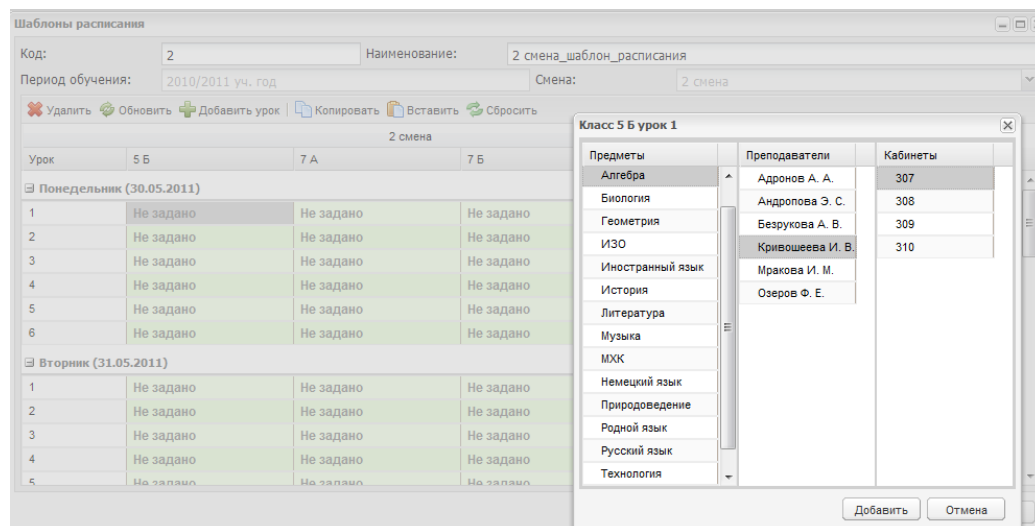 Шаблоны расписания
Код: 2 Наименование: 2 смена_шаблон_расписания
Период обучения: 2010/2011 уч. год Смена: 2 смена
Удалить Обновить Добавить урок Копировать Вставить Сбросить
2 смена
Урок 5 Б 7 А 7 Б
Понедельник (30.05.2011)
1 Не задано Не задано Не задано
2 Не задано Не задано Не задано
3 Не задано Не задано Не задано
4 Не задано Не задано Не задано
5 Не задано Не задано Не задано
6 Не задано Не задано Не задано
Вторник (31.05.2011)
1 Не задано Не задано Не задано
2 Не задано Не задано Не задано
3 Не задано Не задано Не задано
4 Не задано Не задано Не задано
5 Не задано Не задано Не задано
Класс 5 Б урок 1
Предметы Преподаватели Кабинеты
Алгебра Адронов А. А. 307
Биология Андропова Э. С. 308
Геометрия Безрукова А. В. 309
ИЗО Кривошеева И. В. 310
Иностранный язык Мракова И. М.
История Озеров Ф. Е.
Литература
Музыка
МХК
Немецкий язык
Природоведение
Родной язык
Русский язык
Технология
Добавить Отмена